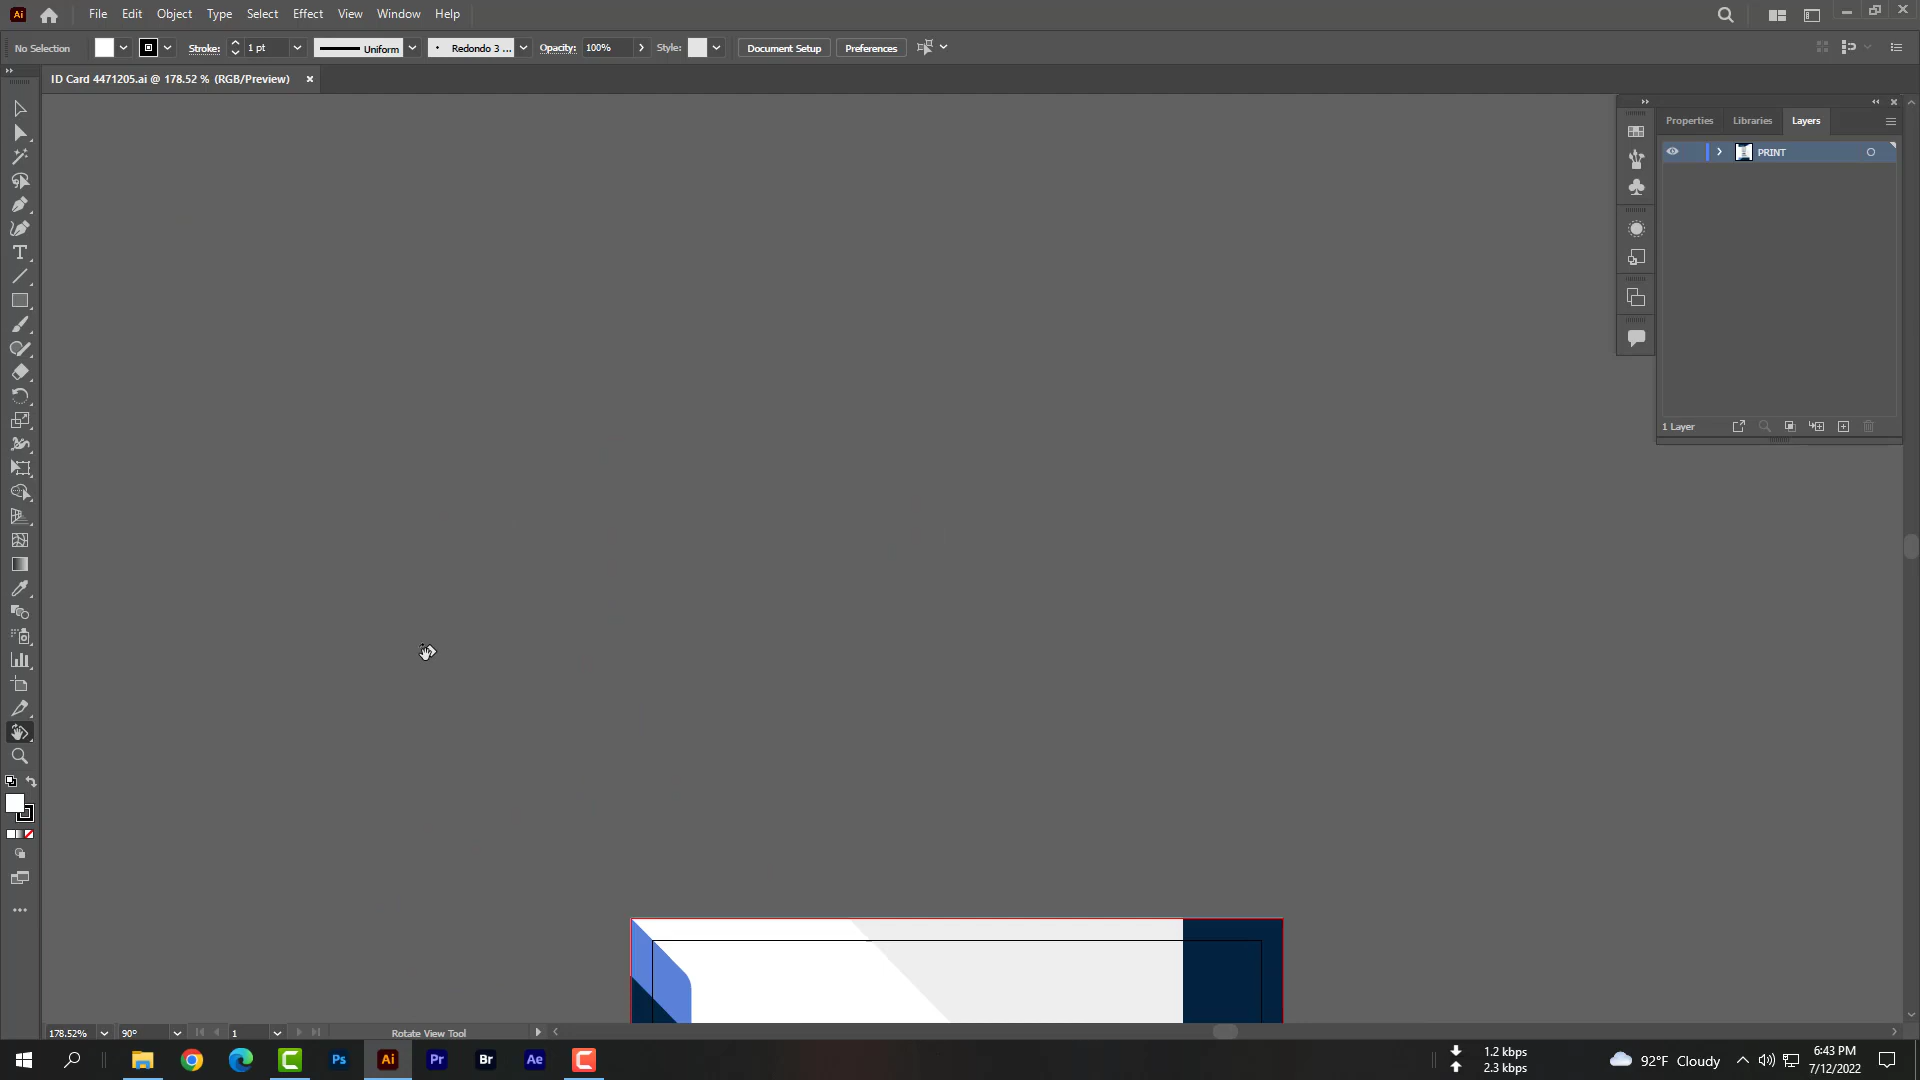 Ai File Edit Object Type Select Effect View Window Help
No Selection Stroke: 1 pt Uniform Redondo 3 ... Opacity: 100% Style: Document Setup Preferences
ID Card 4471205.ai @ 178.52 % (RGB/Preview)
Properties Libraries Layers
PRINT
1 Layer
178.52% 90° 1 Rotate View Tool
Ps Ai Pr Br Ae
1.2 kbps
2.3 kbps
92°F Cloudy
6:43 PM
7/12/2022